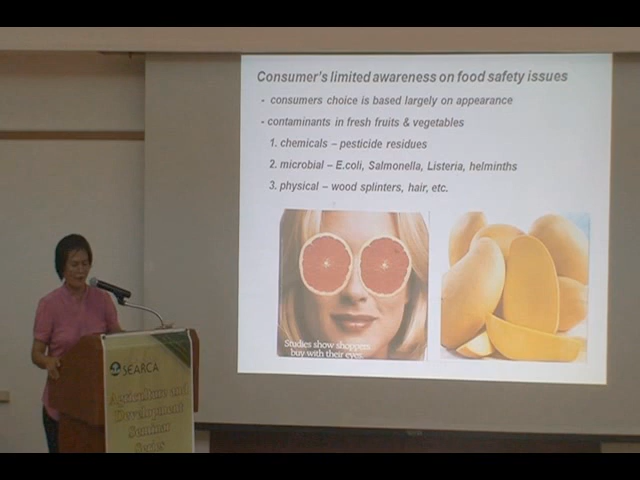 Consumer's limited awareness on food safety issues
- consumers choice is based largely on appearance
- contaminants in fresh fruits & vegetables
1. chemicals – pesticide residues
2. microbial – E.coli, Salmonella, Listeria, helminths
3. physical – wood splinters, hair, etc.
Studies show shoppers
buy with their eyes.
SEARCA
Agriculture and
Development
Seminar
Series